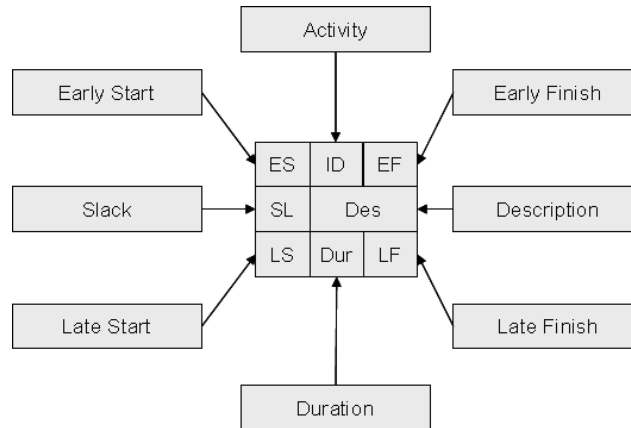 Activity
Early Start
Early Finish
ES ID EF
Slack
SL Des
Description
LS Dur LF
Late Start
Late Finish
Duration